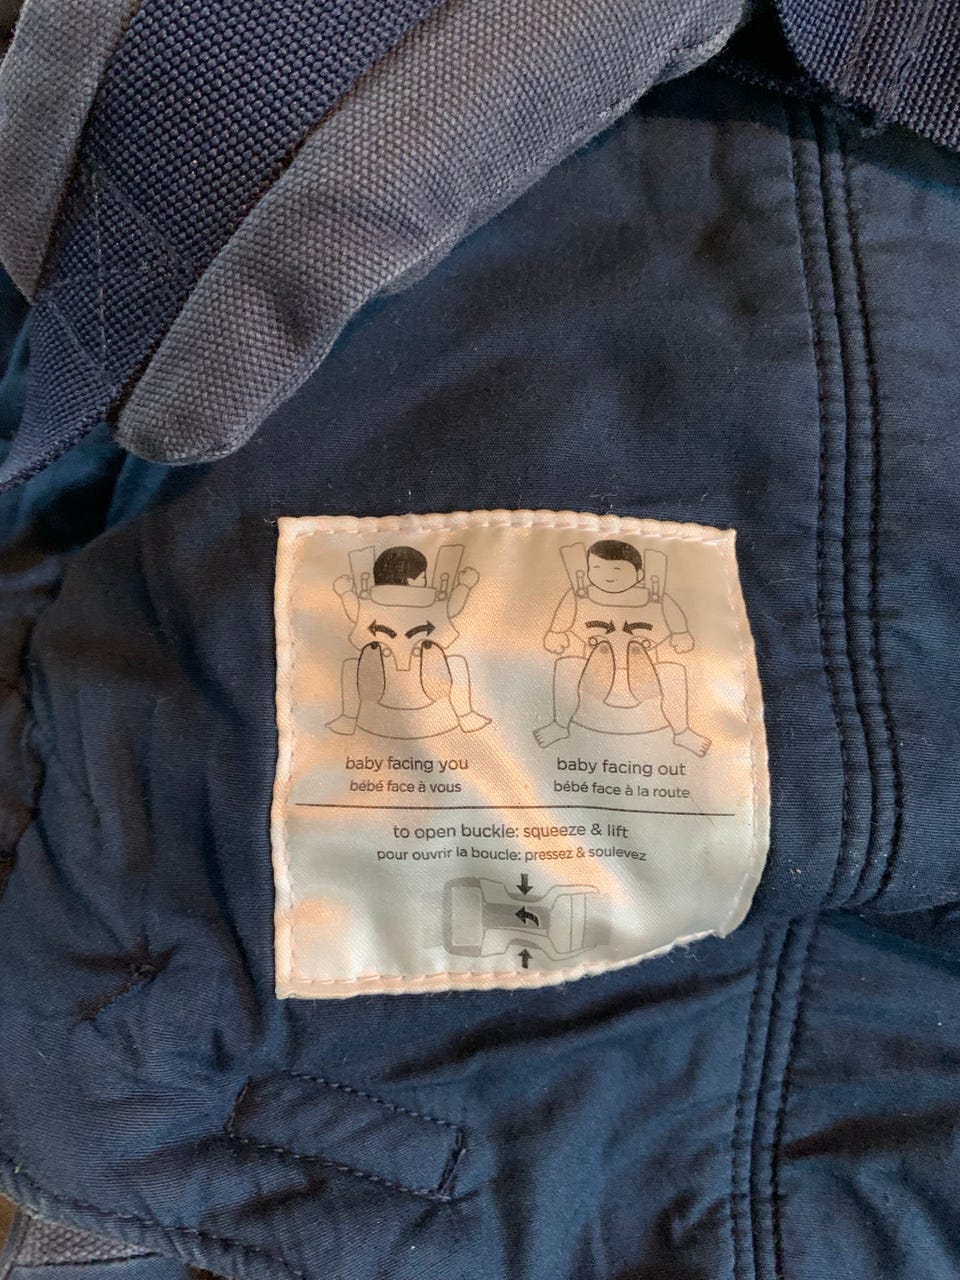 baby facing you
bébé face à vous
baby facing out
bébé face à la route
to open buckle: squeeze & lift
pour ouvrir la boucle: pressez & soulevez